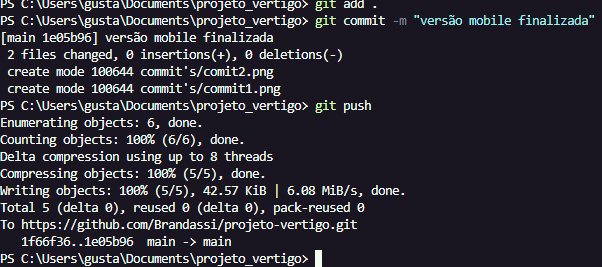 PS C:\Users\gusta\Documents\projeto_vertigo> git add .
PS C:\Users\gusta\Documents\projeto_vertigo> git commit -m "versão mobile finalizada"
[main 1e05b96] versão mobile finalizada
 2 files changed, 0 insertions(+), 0 deletions(-)
 create mode 100644 commit's/comit2.png
 create mode 100644 commit's/commit1.png
PS C:\Users\gusta\Documents\projeto_vertigo> git push
Enumerating objects: 6, done.
Counting objects: 100% (6/6), done.
Delta compression using up to 8 threads
Compressing objects: 100% (5/5), done.
Writing objects: 100% (5/5), 42.57 KiB | 6.08 MiB/s, done.
Total 5 (delta 0), reused 0 (delta 0), pack-reused 0
To https://github.com/Brandassi/projeto-vertigo.git
   1f66f36..1e05b96  main -> main
PS C:\Users\gusta\Documents\projeto_vertigo>